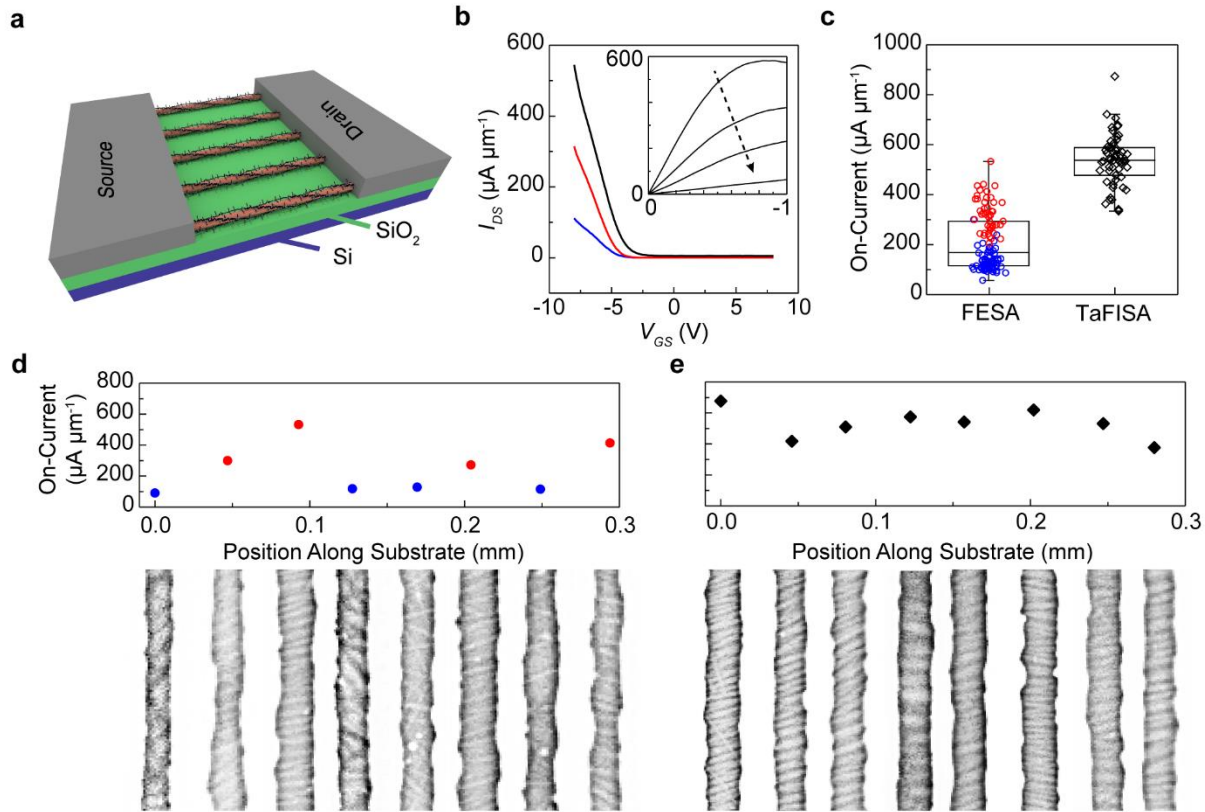 a
Source
Drain
SiO₂
Si
b
600
400
200
0
I_DS (µA µm⁻¹)
600
0
0
-1
-10
-5
0
5
10
V_GS (V)
c
1000
800
600
400
200
0
On-Current (µA µm⁻¹)
FESA
TaFISA
d
800
600
400
200
0
On-Current
(µA µm⁻¹)
0.0
0.1
0.2
0.3
Position Along Substrate (mm)
e
0.0
0.1
0.2
0.3
Position Along Substrate (mm)